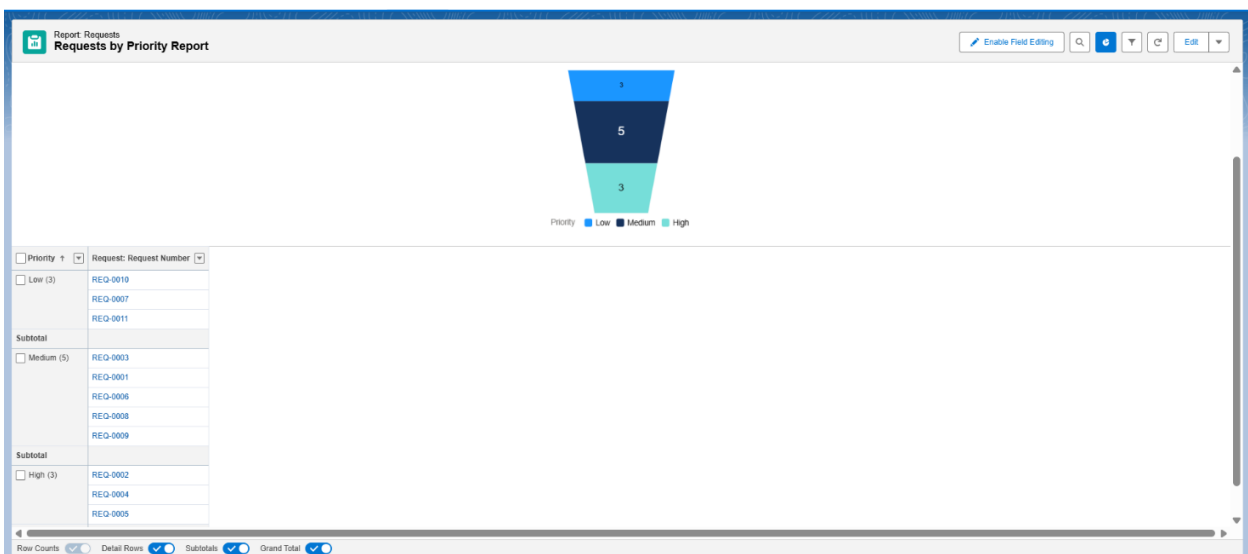 Report: Requests
Requests by Priority Report
Enable Field Editing
Edit
3
5
3
Priority Low Medium High
Priority ↑ Request: Request Number
Low (3) REQ-0010
REQ-0007
REQ-0011
Subtotal
Medium (5) REQ-0003
REQ-0001
REQ-0006
REQ-0008
REQ-0009
Subtotal
High (3) REQ-0002
REQ-0004
REQ-0005
Row Counts Detail Rows Subtotals Grand Total